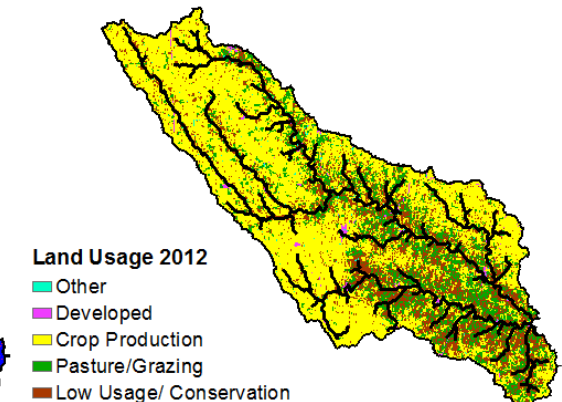 Land Usage 2012
Other
Developed
Crop Production
Pasture/Grazing
Low Usage/ Conservation